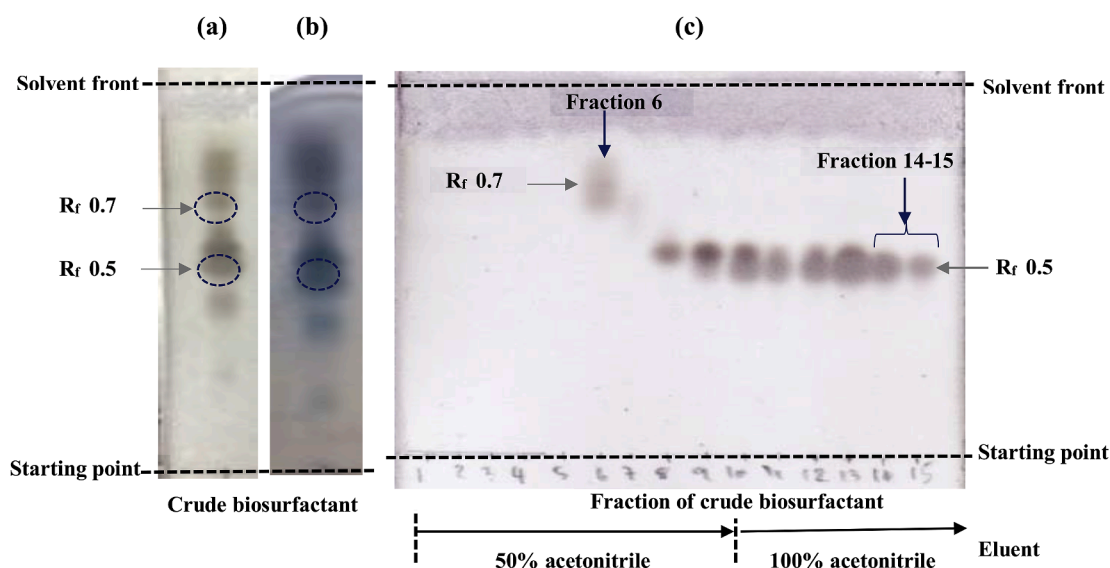 (a) (b) (c)
Solvent front Solvent front
Fraction 6
Fraction 14-15
Rf 0.7 Rf 0.7
Rf 0.5 Rf 0.5
Starting point Starting point
1 2 3 4 5 6 7 8 9 10 11 12 13 14 15
Crude biosurfactant Fraction of crude biosurfactant
50% acetonitrile 100% acetonitrile Eluent